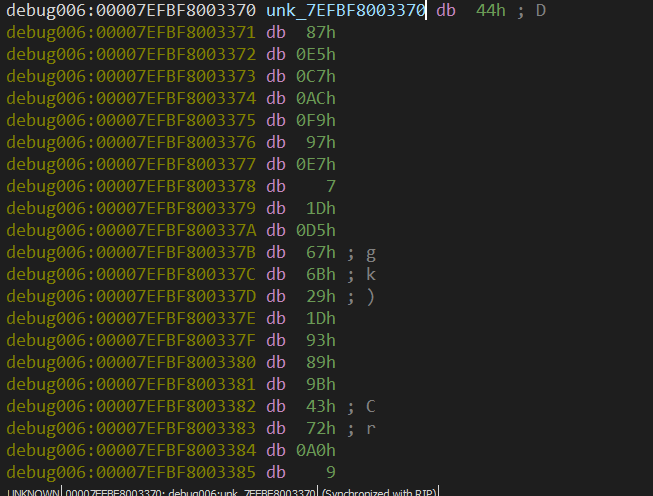 debug006:00007EFBF8003370 unk_7EFBF8003370 db  44h ; D
debug006:00007EFBF8003371 db  87h
debug006:00007EFBF8003372 db 0E5h
debug006:00007EFBF8003373 db 0C7h
debug006:00007EFBF8003374 db 0ACh
debug006:00007EFBF8003375 db 0F9h
debug006:00007EFBF8003376 db  97h
debug006:00007EFBF8003377 db 0E7h
debug006:00007EFBF8003378 db    7
debug006:00007EFBF8003379 db  1Dh
debug006:00007EFBF800337A db 0D5h
debug006:00007EFBF800337B db  67h ; g
debug006:00007EFBF800337C db  6Bh ; k
debug006:00007EFBF800337D db  29h ; )
debug006:00007EFBF800337E db  1Dh
debug006:00007EFBF800337F db  93h
debug006:00007EFBF8003380 db  89h
debug006:00007EFBF8003381 db  9Bh
debug006:00007EFBF8003382 db  43h ; C
debug006:00007EFBF8003383 db  72h ; r
debug006:00007EFBF8003384 db 0A0h
debug006:00007EFBF8003385 db    9
UNKNOWN 00007EFBF8003370: debug006:unk_7EFBF8003370 (Synchronized with RIP)